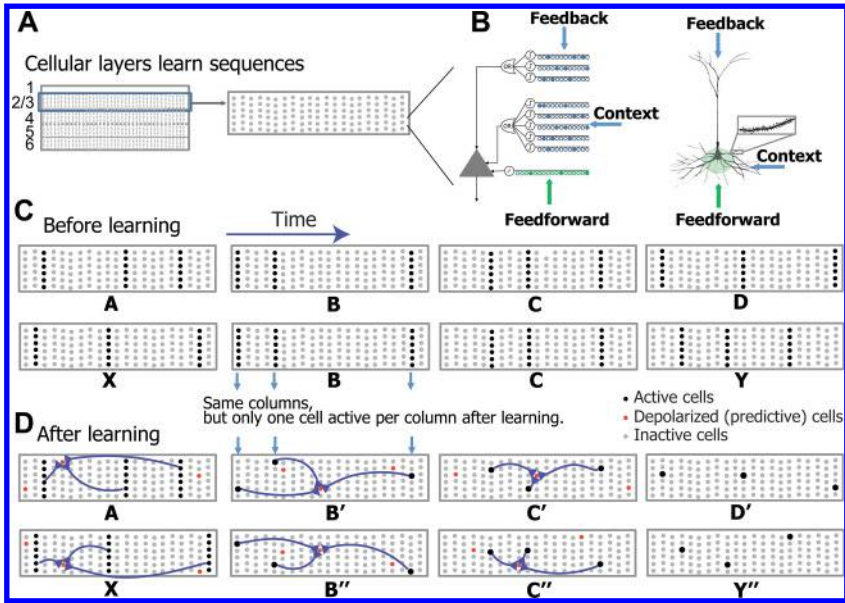 A
Cellular layers learn sequences
1
2/3
4
5
6
B
Feedback
OR
OR
Context
Feedforward
Feedback
Context
Feedforward
C
Before learning
Time
A
B
C
D
X
B
C
Y
Same columns,
but only one cell active per column after learning.
Active cells
Depolarized (predictive) cells
Inactive cells
D
After learning
A
B′
C′
D′
X
B′′
C′′
Y′′